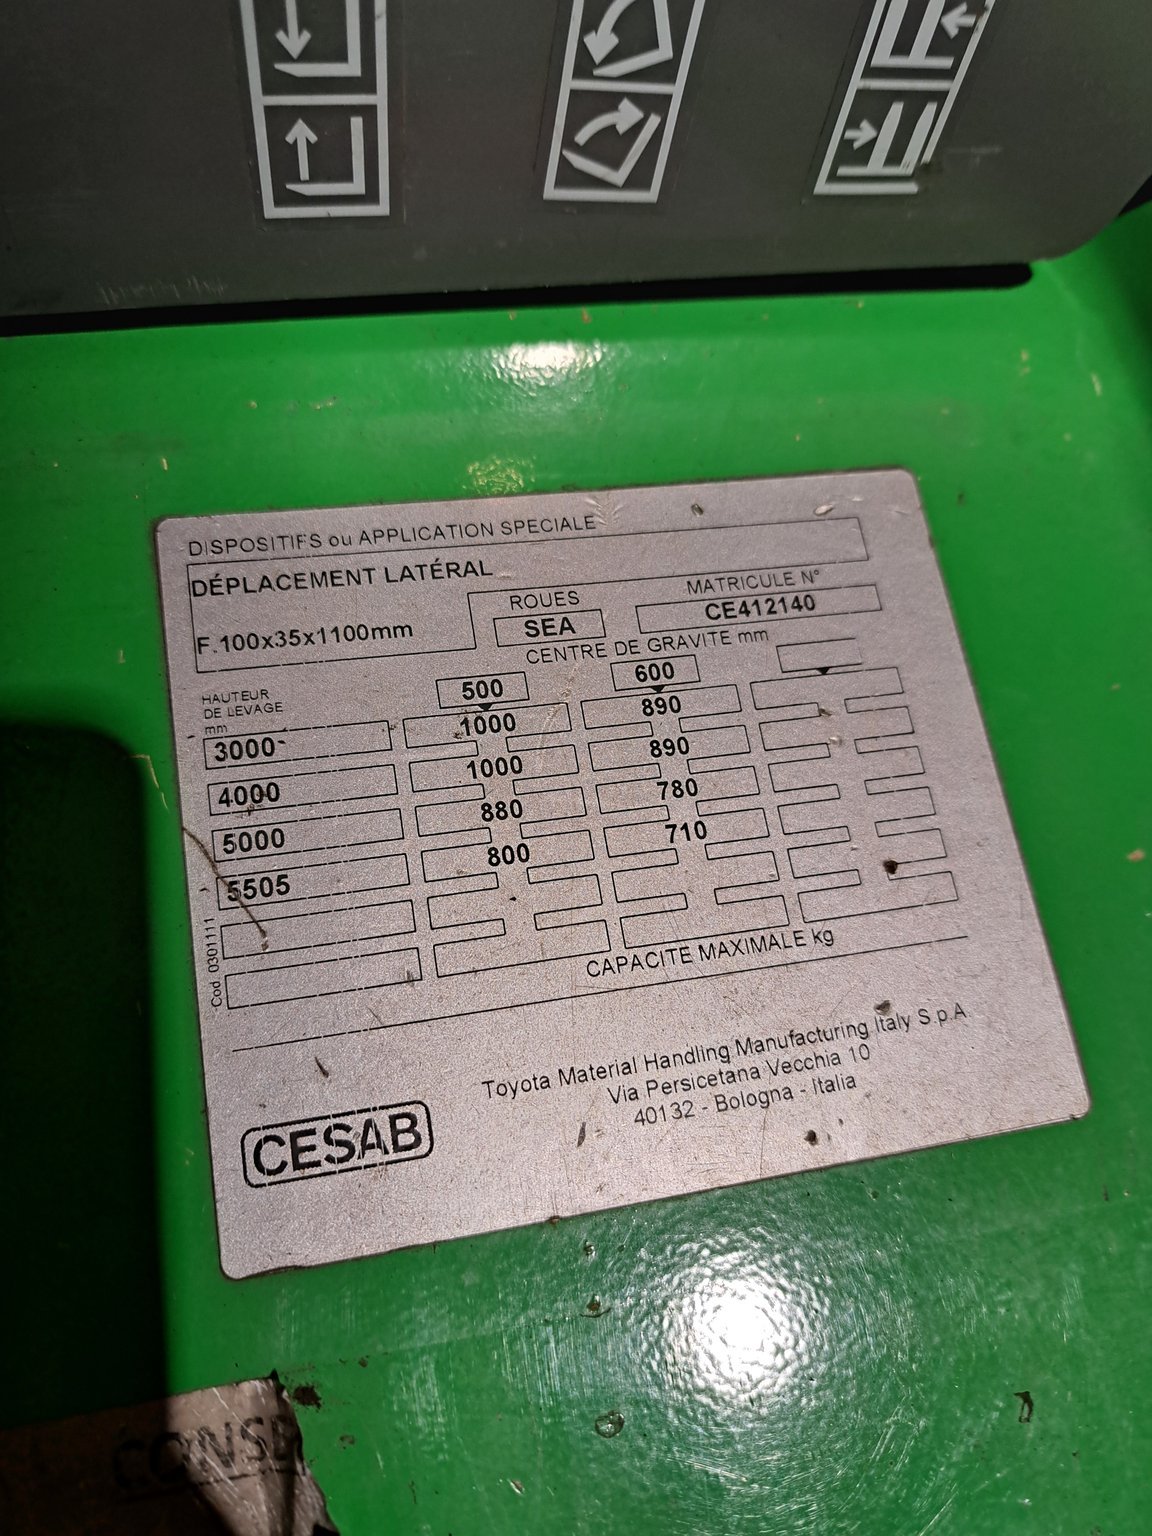 DISPOSITIFS ou APPLICATION SPECIALE
DÉPLACEMENT LATÉRAL
F.100x35x1100mm
ROUES
SEA
MATRICULE N°
CE412140
CENTRE DE GRAVITE mm
HAUTEUR
DE LEVAGE
mm
500 600
3000 1000 890
4000 1000 890
5000 880 780
5505 800 710
CAPACITE MAXIMALE kg
Cod. 0301111
Toyota Material Handling Manufacturing Italy S.p.A
Via Persicetana Vecchia 10
40132 - Bologna - Italia
CESAB